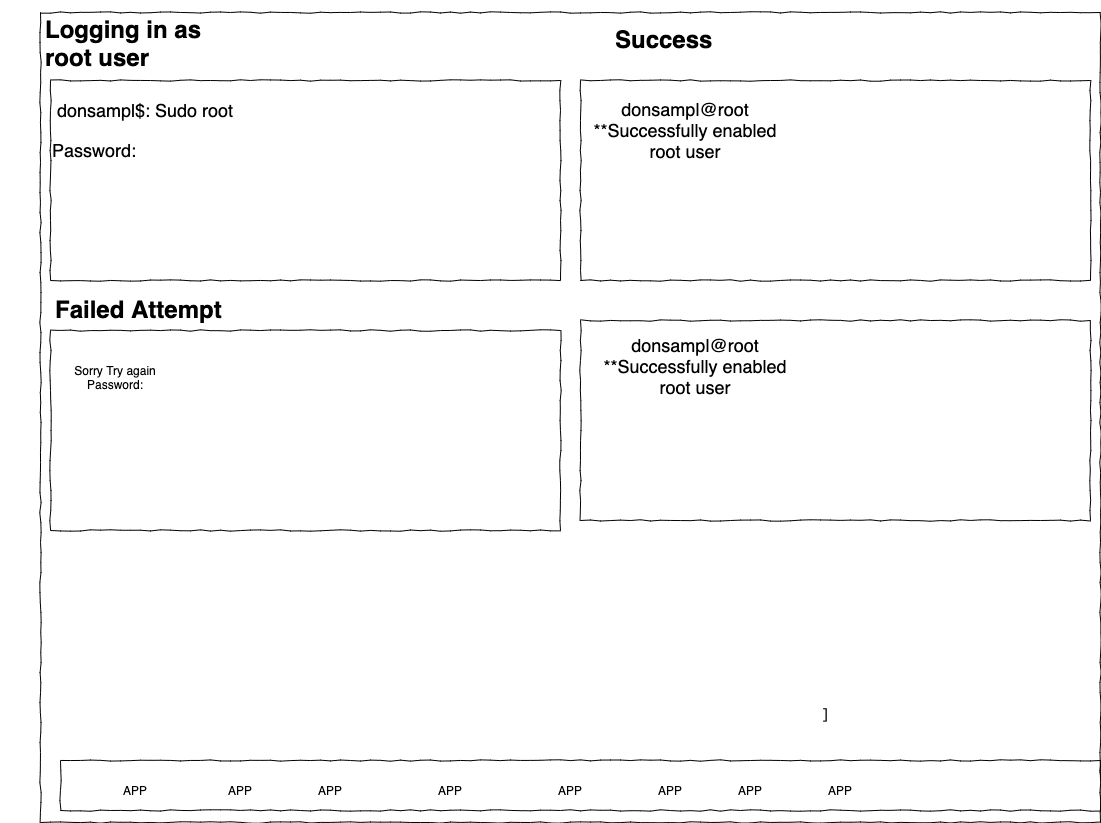 Logging in as
root user
Success
donsampl$: Sudo root
Password:
donsampl@root
**Successfully enabled
root user
Failed Attempt
Sorry Try again
Password:
donsampl@root
**Successfully enabled
root user
]
APP APP APP APP APP APP APP APP